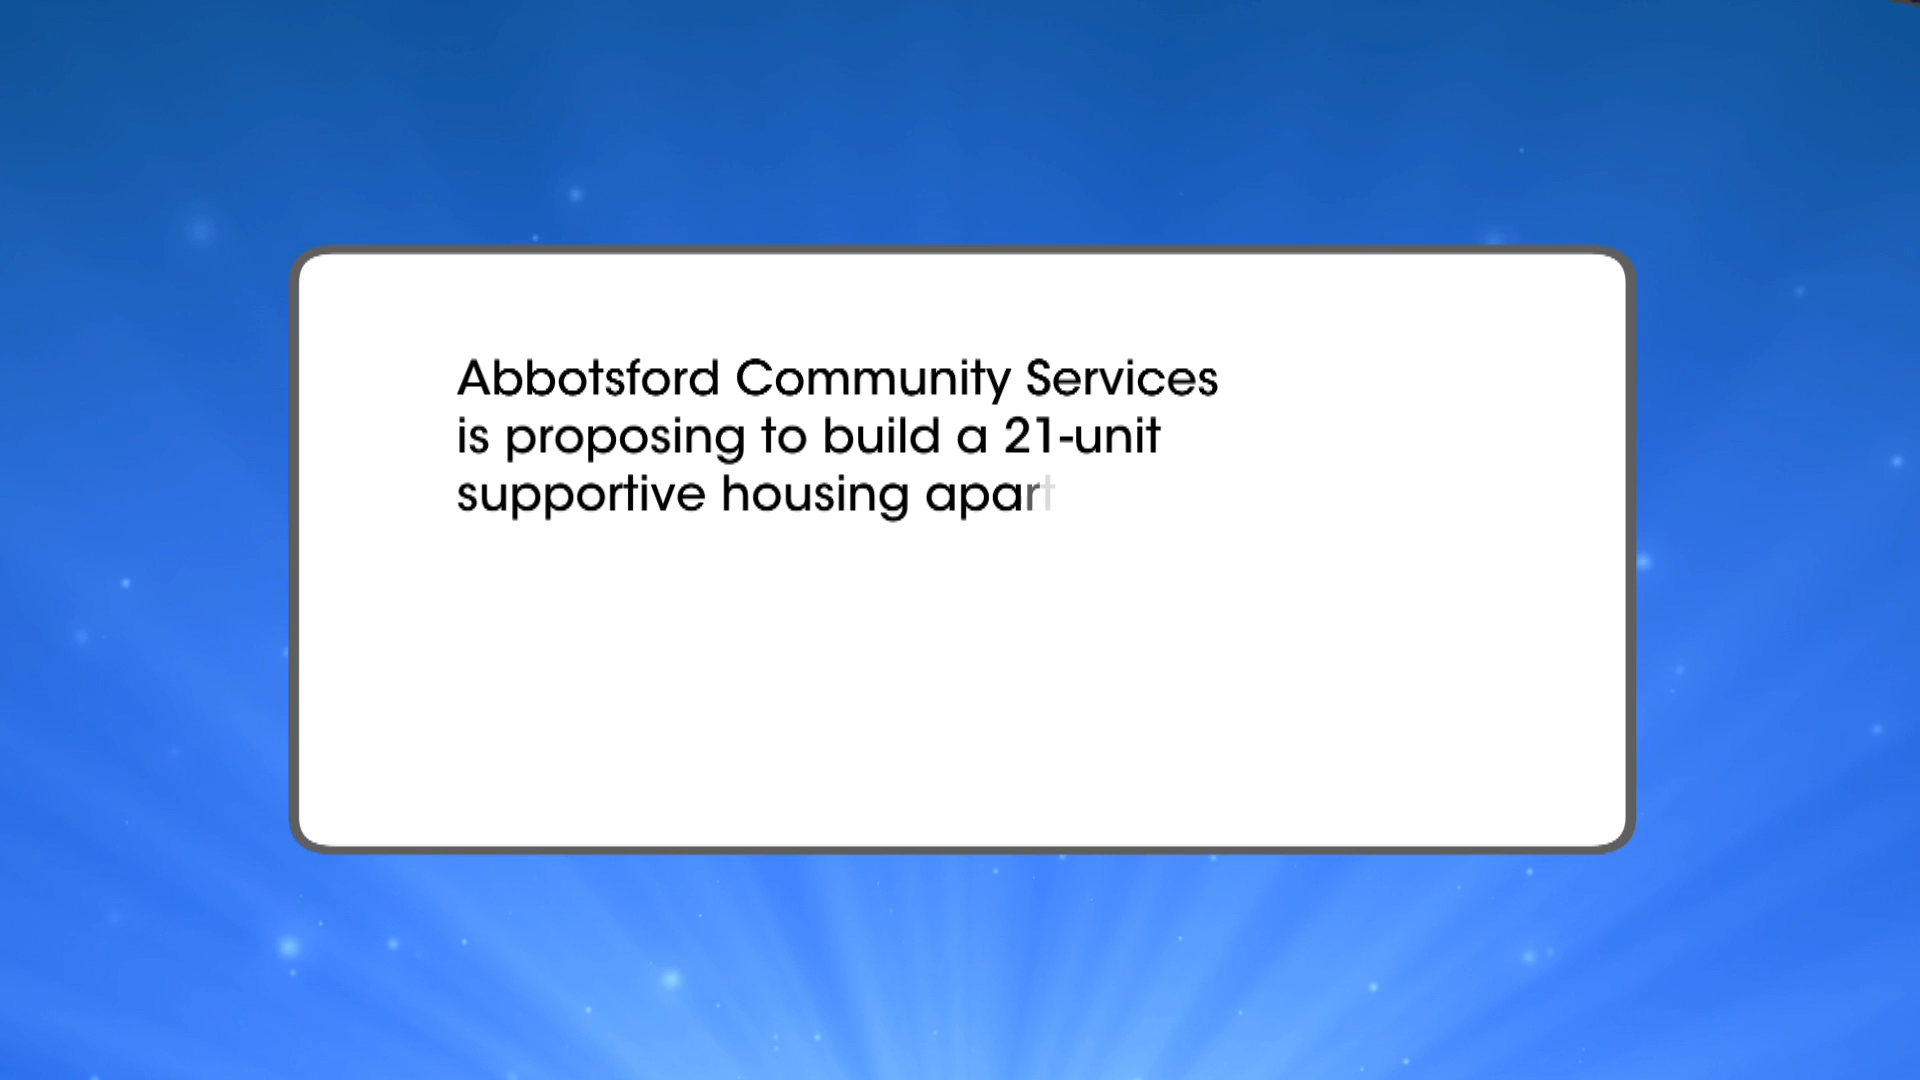 Abbotsford Community Services
is proposing to build a 21-unit
supportive housing apart